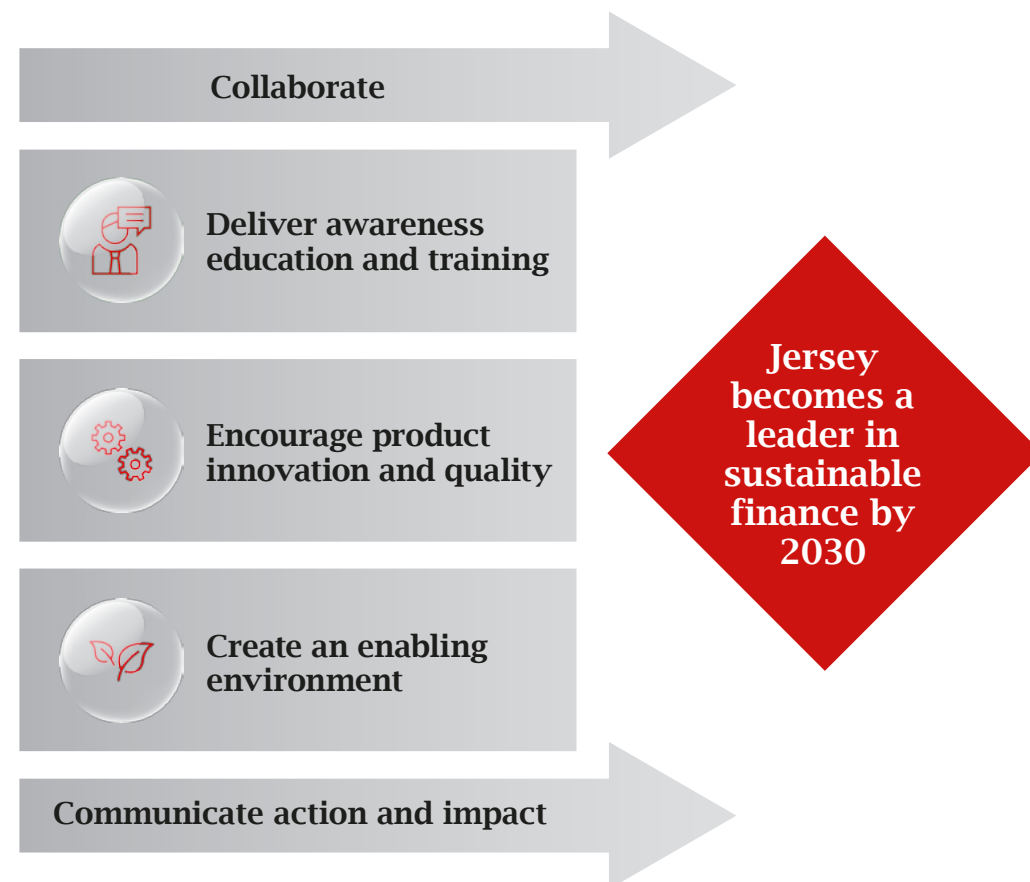 Collaborate
Deliver awareness
education and training
Encourage product
innovation and quality
Create an enabling
environment
Communicate action and impact
Jersey
becomes a
leader in
sustainable
finance by
2030